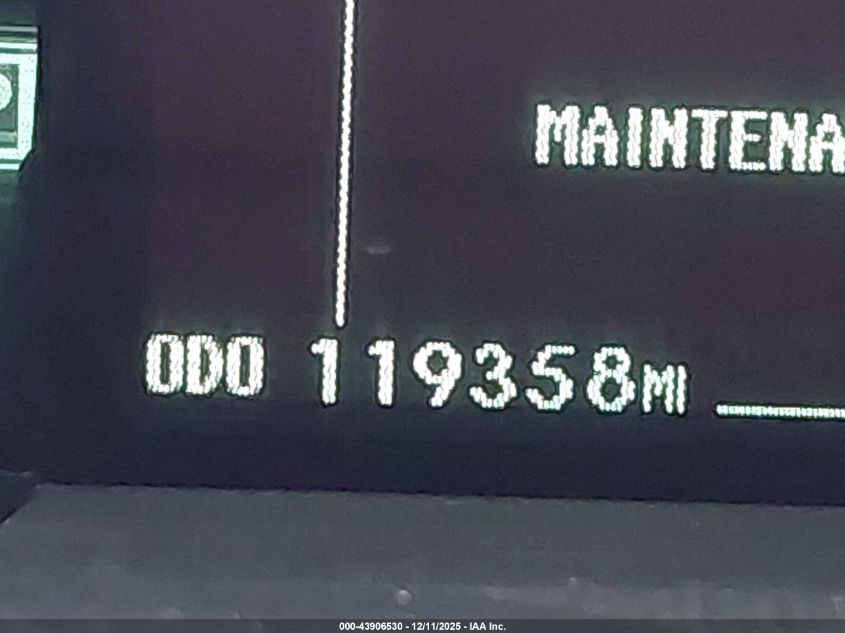 P
MAINTENA
ODO 119358MI
000-43906530 - 12/11/2025 - IAA Inc.